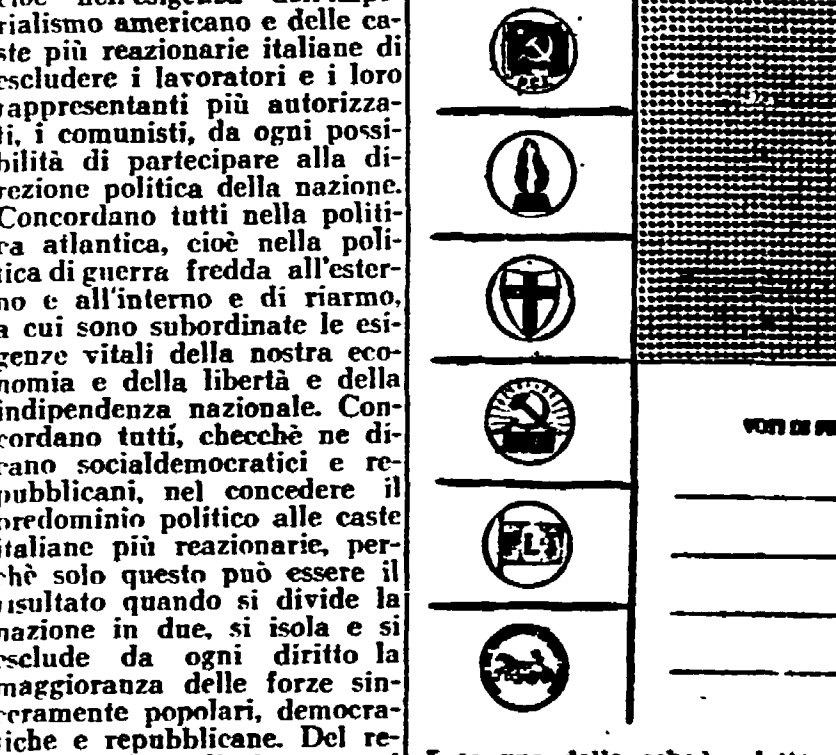 rialismo americano e delle ca-
ste più reazionarie italiane di
escludere i lavoratori e i loro
rappresentanti più autorizza-
ti, i comunisti, da ogni possi-
bilità di partecipare alla di-
rezione politica della nazione.
Concordano tutti nella politi-
ca atlantica, cioè nella poli-
tica di guerra fredda all'ester-
no e all'interno e di riarmo,
a cui sono subordinate le esi-
genze vitali della nostra eco-
nomia e della libertà e della
indipendenza nazionale. Con-
cordano tutti, checchè ne di-
cano socialdemocratici e re-
pubblicani, nel concedere il
predominio politico alle caste
italiane più reazionarie, per-
chè solo questo può essere il
risultato quando si divide la
nazione in due, si isola e si
esclude da ogni diritto la
maggioranza delle forze sin-
ceramente popolari, democra-
tiche e repubblicane. Del re-
PCI
PLI
VOTI DI